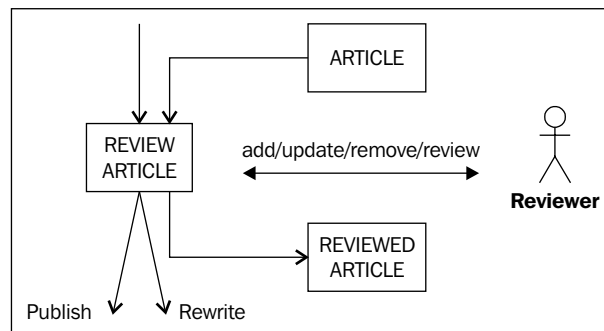 ARTICLE
REVIEW
ARTICLE
add/update/remove/review
Reviewer
REVIEWED
ARTICLE
Publish
Rewrite